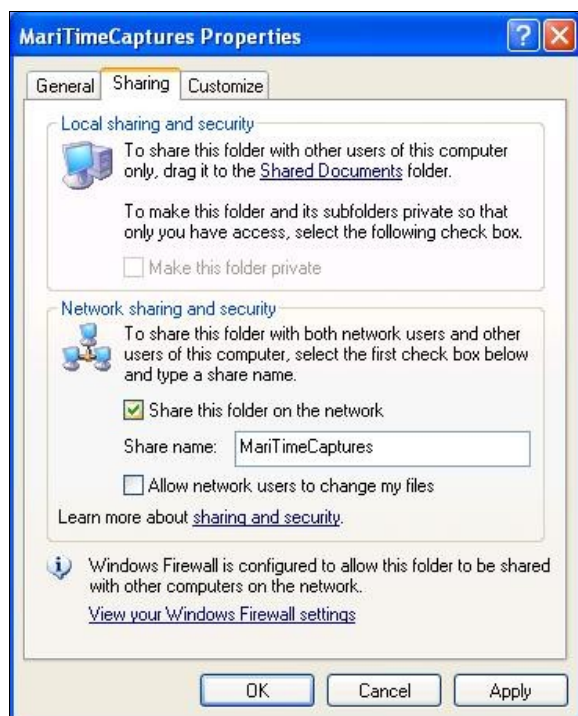 MariTimeCaptures Properties
?
X
General
Sharing
Customize
Local sharing and security
To share this folder with other users of this computer
only, drag it to the Shared Documents folder.
To make this folder and its subfolders private so that
only you have access, select the following check box.
Make this folder private
Network sharing and security
To share this folder with both network users and other
users of this computer, select the first check box below
and type a share name.
Share this folder on the network
Share name: MariTimeCaptures
Allow network users to change my files
Learn more about sharing and security.
Windows Firewall is configured to allow this folder to be shared
with other computers on the network.
View your Windows Firewall settings
OK
Cancel
Apply